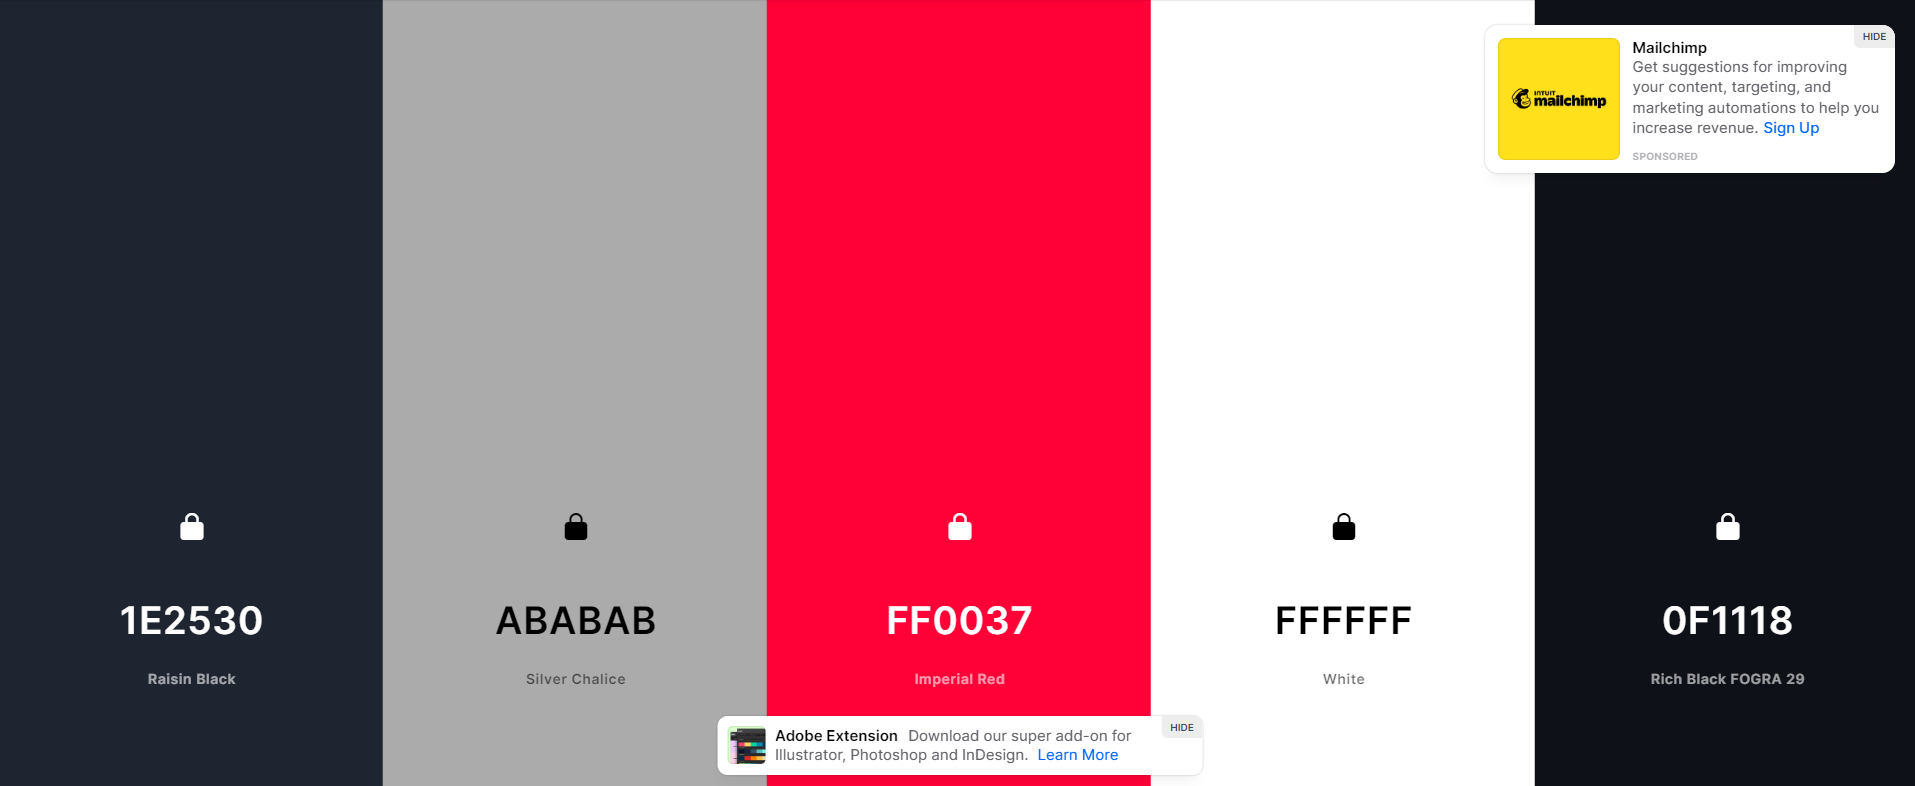 HIDE
intuit
mailchimp
Mailchimp
Get suggestions for improving
your content, targeting, and
marketing automations to help you
increase revenue. Sign Up
SPONSORED
1E2530
Raisin Black
ABABAB
Silver Chalice
FF0037
Imperial Red
FFFFFF
White
0F1118
Rich Black FOGRA 29
HIDE
Adobe Extension Download our super add-on for
Illustrator, Photoshop and InDesign. Learn More